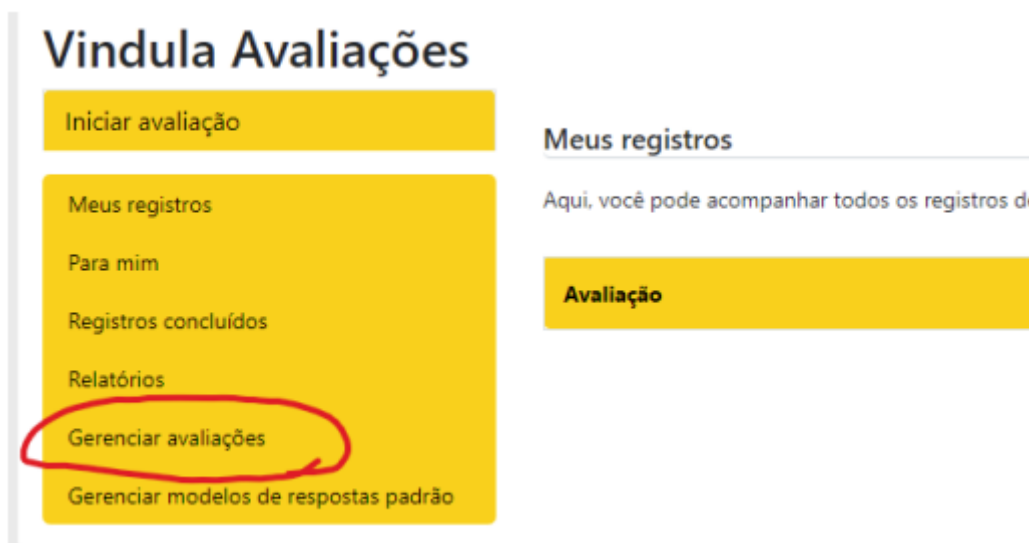 Vindula Avaliações
Iniciar avaliação
Meus registros
Para mim
Registros concluídos
Relatórios
Gerenciar avaliações
Gerenciar modelos de respostas padrão
Meus registros
Aqui, você pode acompanhar todos os registros
Avaliação